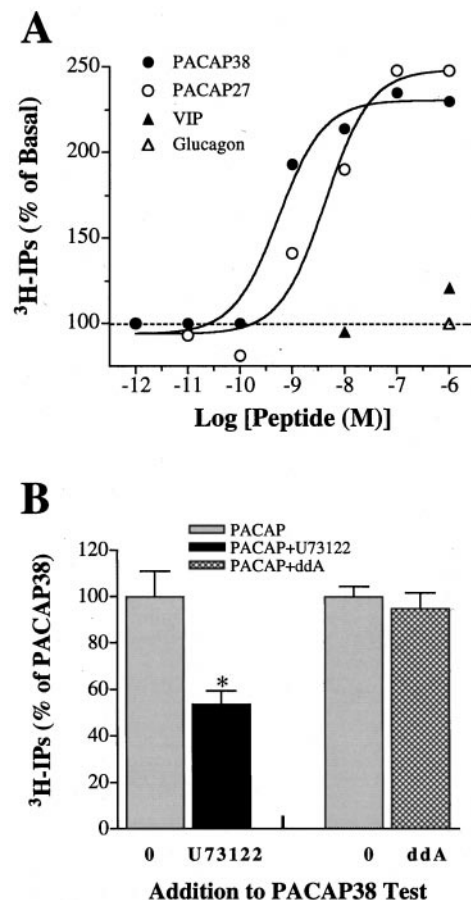 A
PACAP38
PACAP27
VIP
Glucagon
250
200
150
100
³H-IPs (% of Basal)
-12 -11 -10 -9 -8 -7 -6
Log [Peptide (M)]
B
PACAP
PACAP+U73122
PACAP+ddA
120
100
80
60
40
20
0
³H-IPs (% of PACAP38)
*
0 U73122 0 ddA
Addition to PACAP38 Test